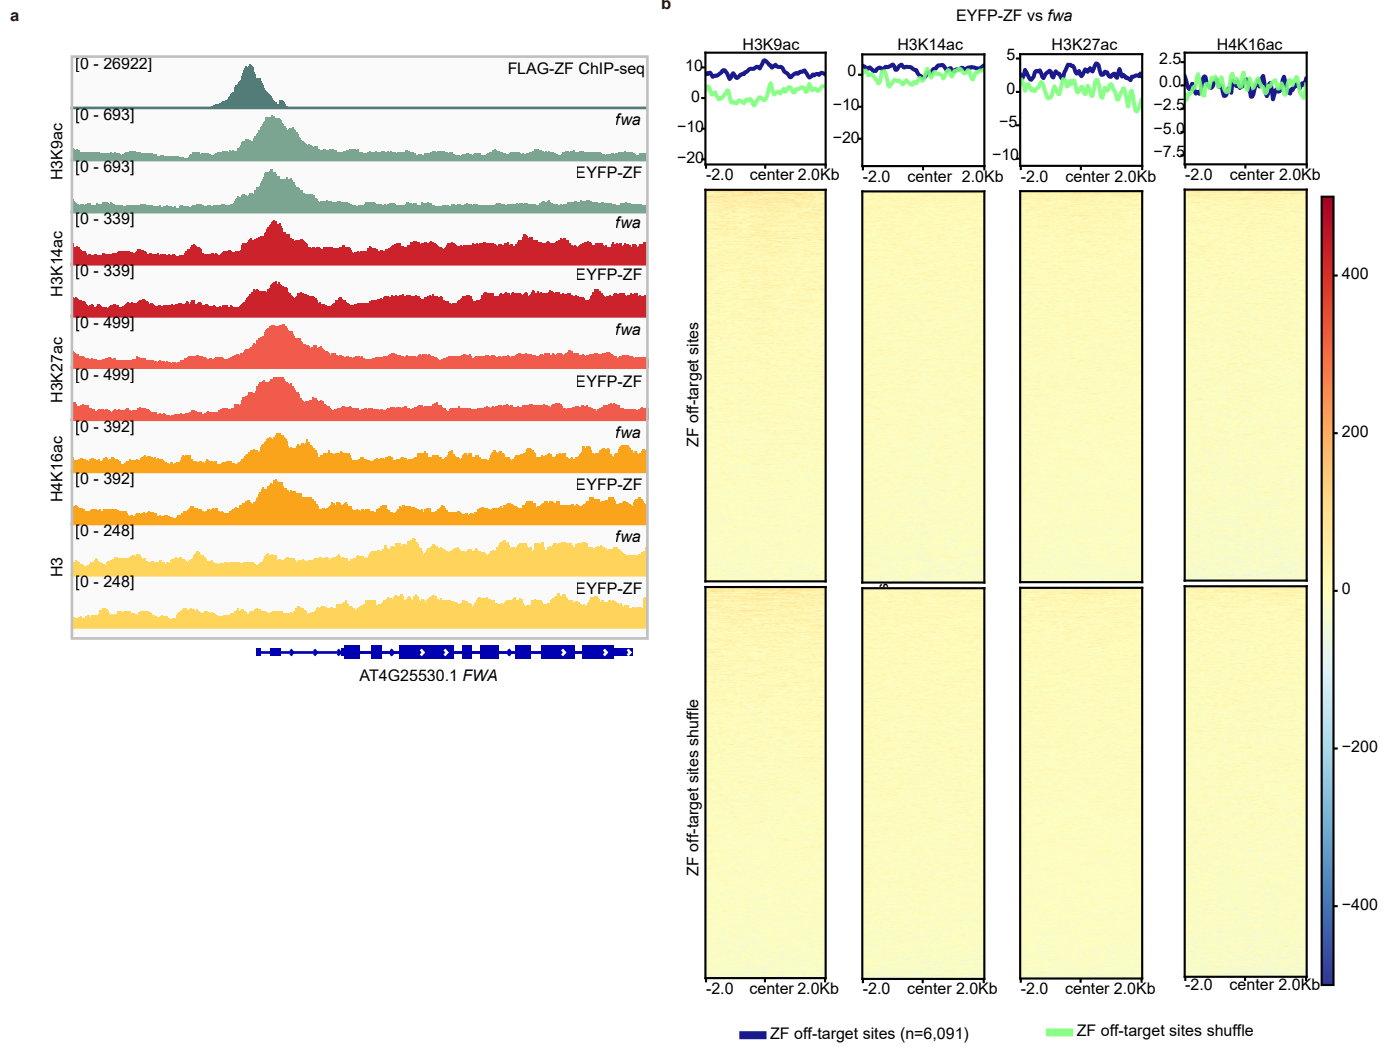 a
[0 - 26922]
FLAG-ZF ChIP-seq
H3K9ac
[0 - 693]
fwa
[0 - 693]
EYFP-ZF
H3K14ac
[0 - 339]
fwa
[0 - 339]
EYFP-ZF
H3K27ac
[0 - 499]
fwa
[0 - 499]
EYFP-ZF
H4K16ac
[0 - 392]
fwa
[0 - 392]
EYFP-ZF
H3
[0 - 248]
fwa
[0 - 248]
EYFP-ZF
AT4G25530.1 FWA
b
EYFP-ZF vs fwa
H3K9ac
10
0
−10
−20
-2.0 center 2.0Kb
H3K14ac
0
−10
−20
-2.0 center 2.0Kb
H3K27ac
5
0
−5
−10
-2.0 center 2.0Kb
H4K16ac
2.5
0.0
−2.5
−5.0
−7.5
-2.0 center 2.0Kb
ZF off-target sites
ZF off-target sites shuffle
-2.0 center 2.0Kb
-2.0 center 2.0Kb
-2.0 center 2.0Kb
-2.0 center 2.0Kb
400
200
0
−200
−400
ZF off-target sites (n=6,091)
ZF off-target sites shuffle